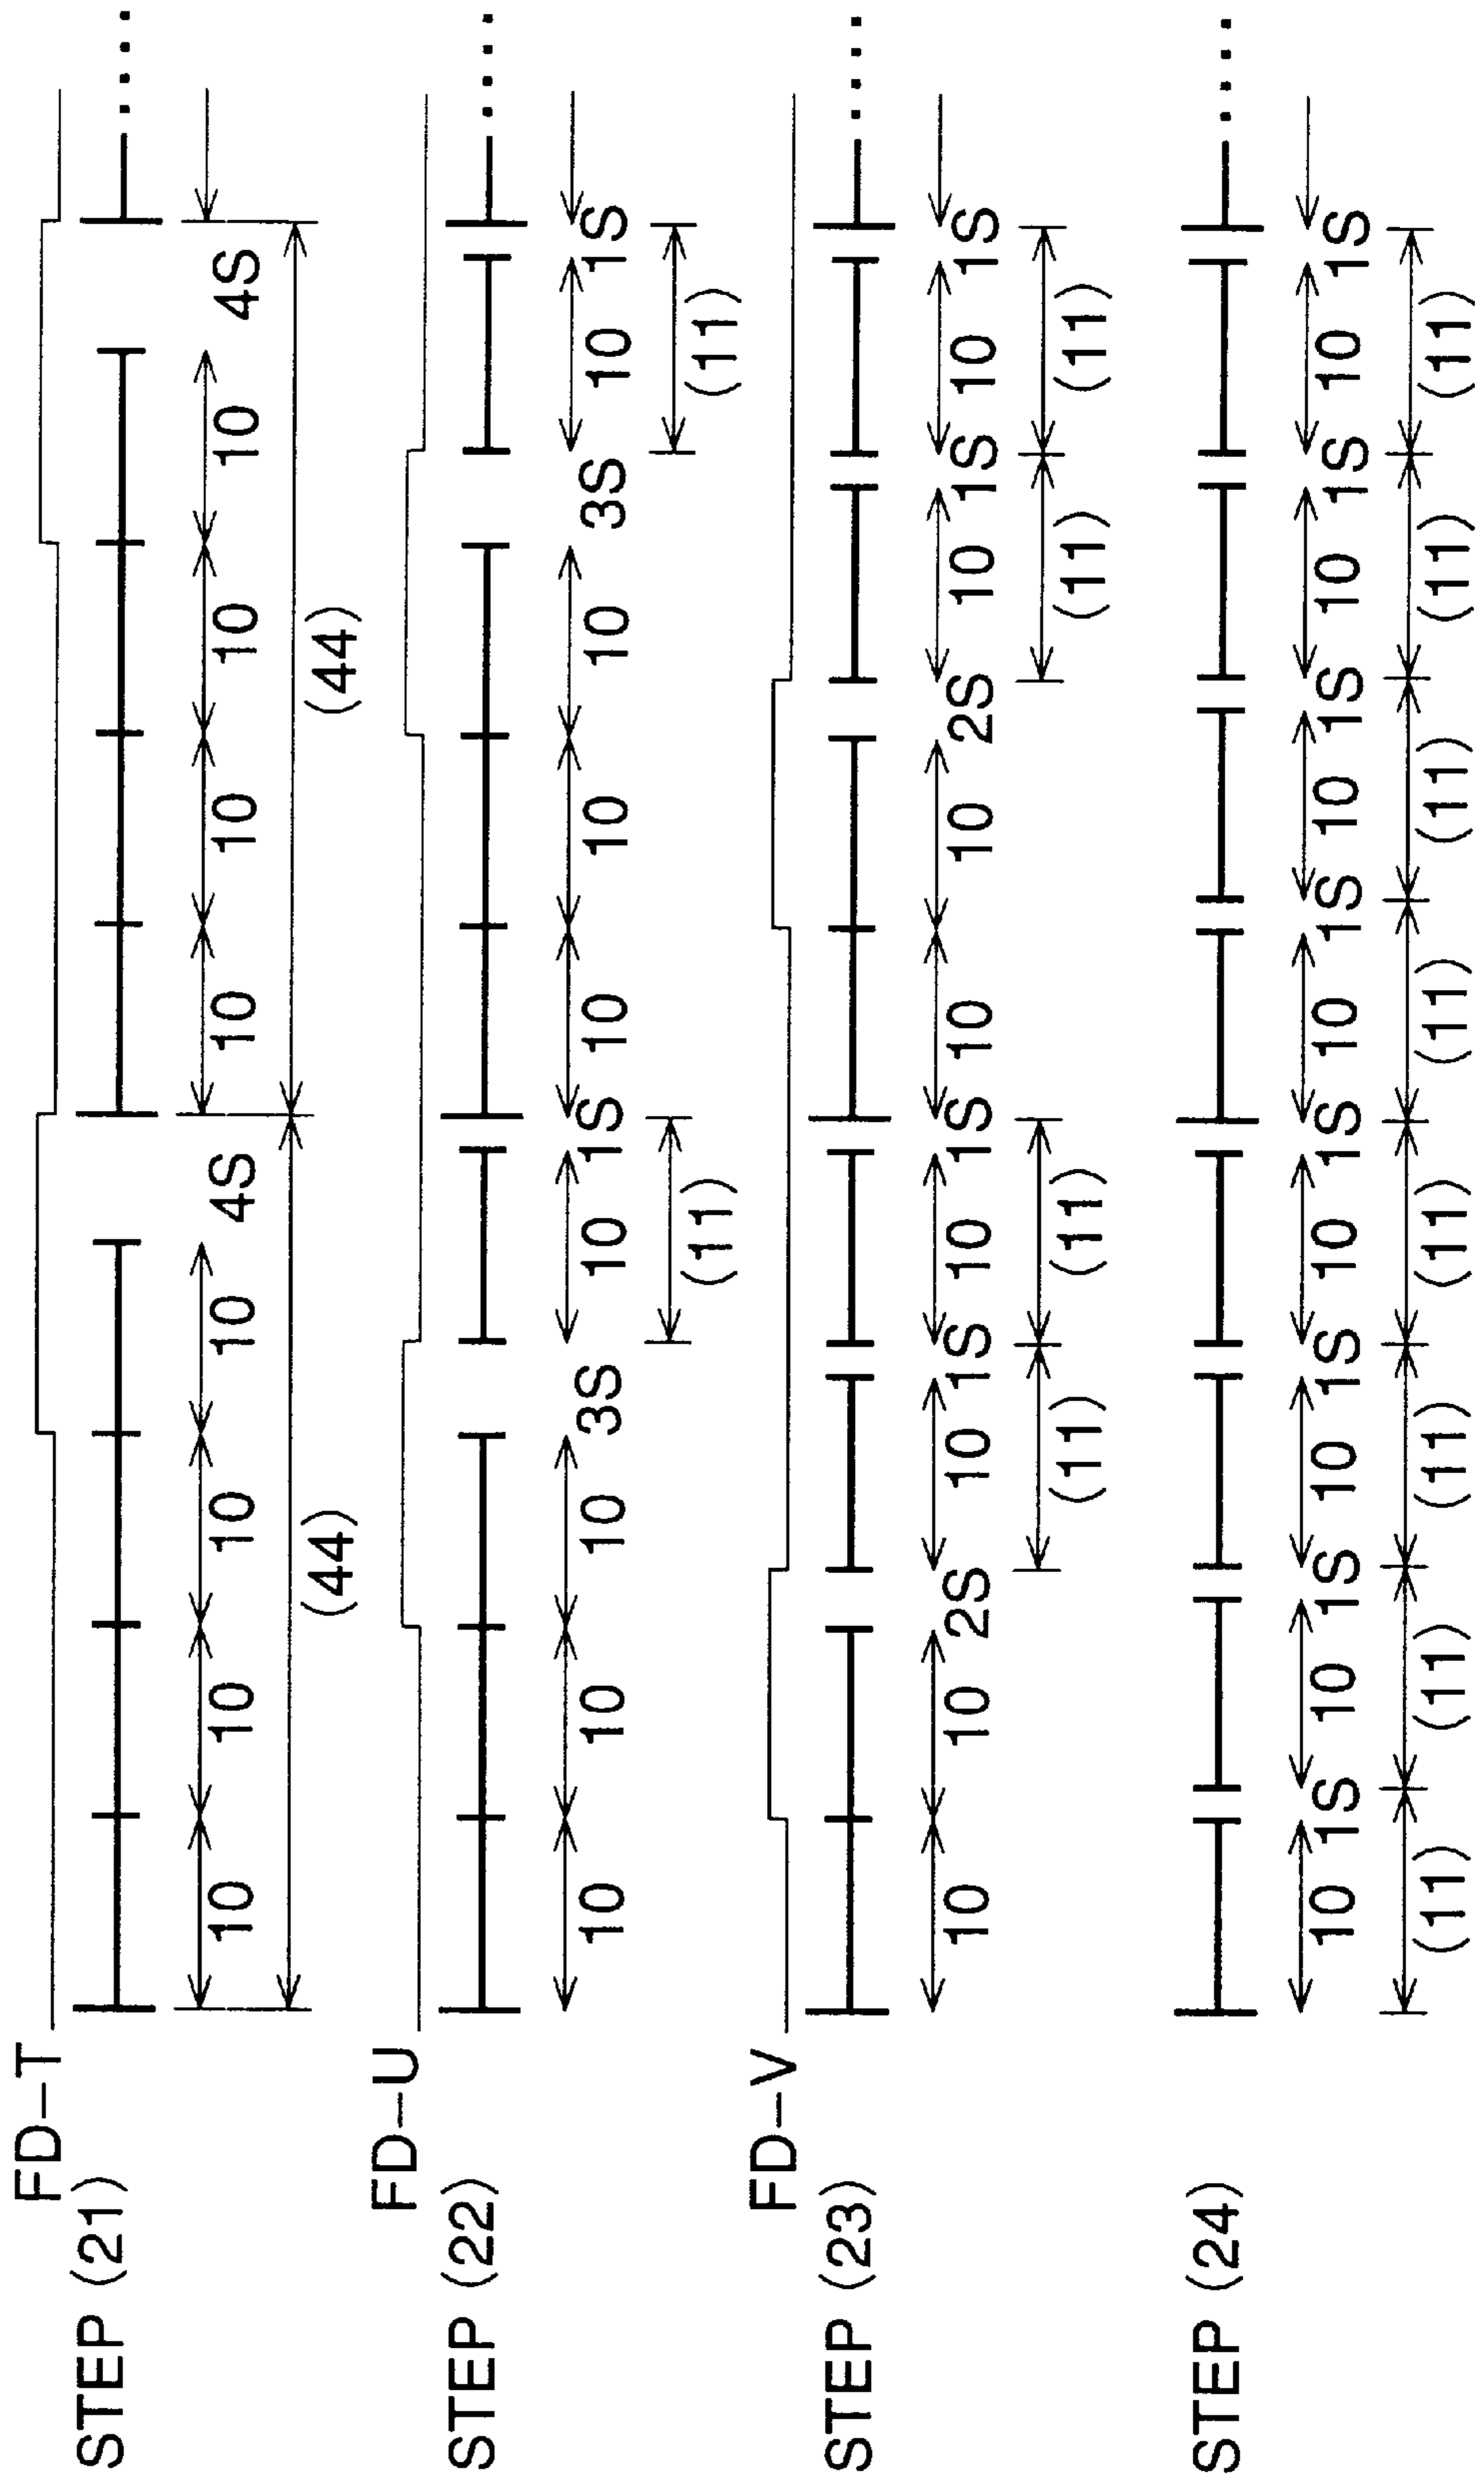 FD–T
STEP (21)
10 10 10 10 4S 10 10 10 10 4S
(44) (44)
FD–U
STEP (22)
10 10 10 3S 10 1S 10 10 10 3S 10 1S
(11) (11)
FD–V
STEP (23)
10 10 2S 10 1S 10 1S 10 10 2S 10 1S 10 1S
(11) (11) (11) (11)
STEP (24)
10 1S 10 1S 10 1S 10 1S 10 1S 10 1S 10 1S 10 1S
(11) (11) (11) (11) (11) (11) (11) (11)